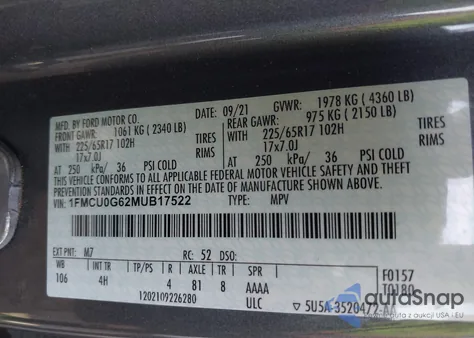 MFD. BY FORD MOTOR CO.
09/21 GVWR: 1978 KG ( 4360 LB)
FRONT GAWR: 1061 KG ( 2340 LB) REAR GAWR: 975 KG ( 2150 LB)
WITH 225/65R17 102H TIRES WITH 225/65R17 102H TIRES
17x7.0J RIMS 17x7.0J RIMS
AT 250 kPa/ 36 PSI COLD AT 250 kPa/ 36 PSI COLD
THIS VEHICLE CONFORMS TO ALL APPLICABLE FEDERAL MOTOR VEHICLE
SAFETY AND THEFT PREVENTION STANDARDS IN EFFECT ON THE DATE OF
MANUFACTURE SHOWN ABOVE.
VIN: 1FMCU0G62MUB17522 TYPE: MPV
EXT PNT: M7 RC: 52 DSO:
WB INT TR TP/PS R AXLE TR SPR F0157
106 4H 4 81 8 AAAA T0180
1202109226280 ULC 5U5A-3520472-AA
autoSnap